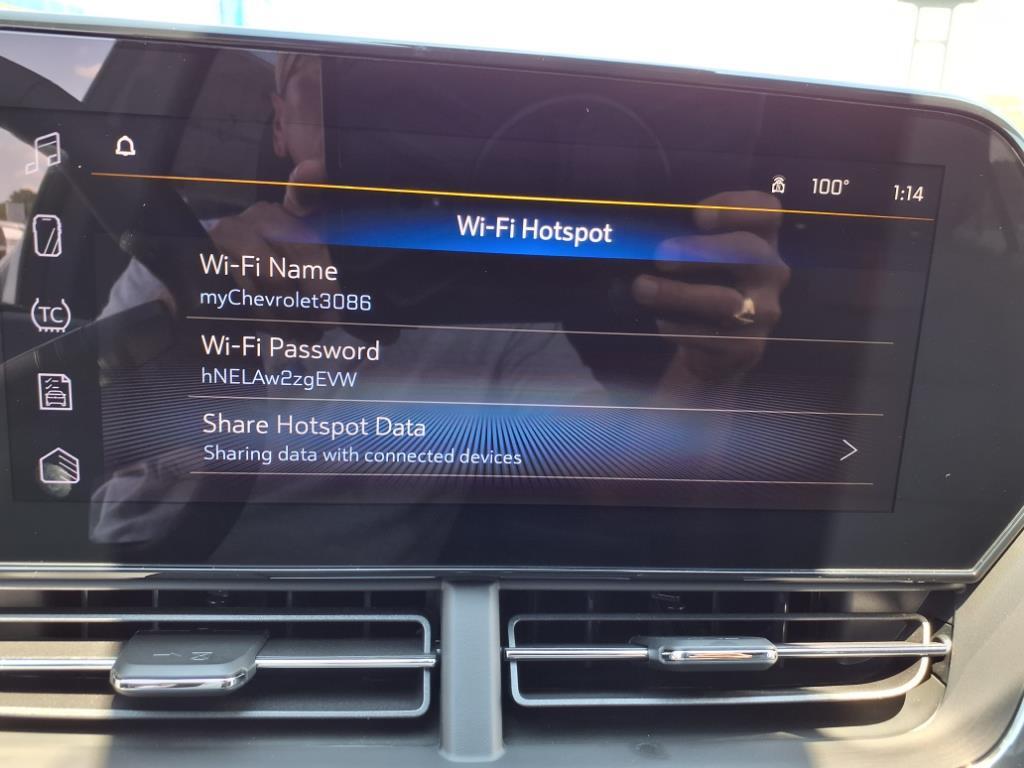 100° 1:14
Wi-Fi Hotspot
Wi-Fi Name
myChevrolet3086
TC
Wi-Fi Password
hNELAw2zgEVW
Share Hotspot Data
Sharing data with connected devices